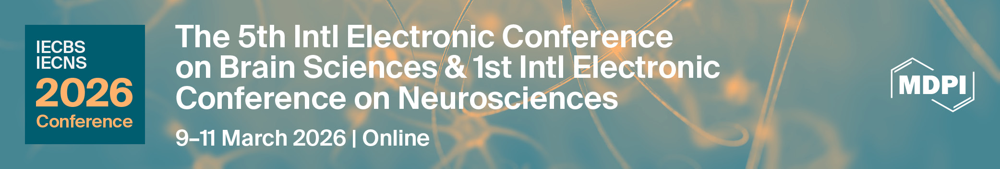 IECBS
IECNS
2026
Conference
The 5th Intl Electronic Conference
on Brain Sciences & 1st Intl Electronic
Conference on Neurosciences
9–11 March 2026 | Online
MDPI